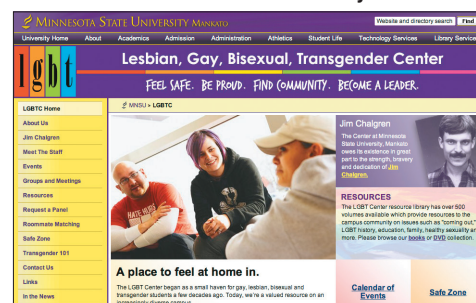 MINNESOTA STATE UNIVERSITY MANKATO
Website and directory search Find
University Home About Academics Admission Administration Athletics Student Life Technology Services Library Service
lgbt
Lesbian, Gay, Bisexual, Transgender Center
FEEL SAFE. BE PROUD. FIND COMMUNITY. BECOME A LEADER.
LGBTC Home
About Us
Jim Chalgren
Meet The Staff
Events
Groups and Meetings
Resources
Request a Panel
Roommate Matching
Safe Zone
Transgender 101
Contact Us
Links
In the News
MNSU > LGBTC
HATE HURTS
A place to feel at home in.
The LGBT Center began as a small haven for gay, lesbian, bisexual and
transgender students a few decades ago. Today, we're a valued resource on an
increasingly diverse campus
Jim Chalgren
The Center at Minnesota
State University, Mankato
owes its existence in great
part to the strength, bravery
and dedication of Jim
Chalgren.
RESOURCES
The LGBT Center resource library has over 500
volumes available which provide resources to the
campus community on issues such as "coming out,"
LGBT history, education, family, healthy sexuality an
more. Please browse our books or DVD collection.
Calendar of
Events
Safe Zone